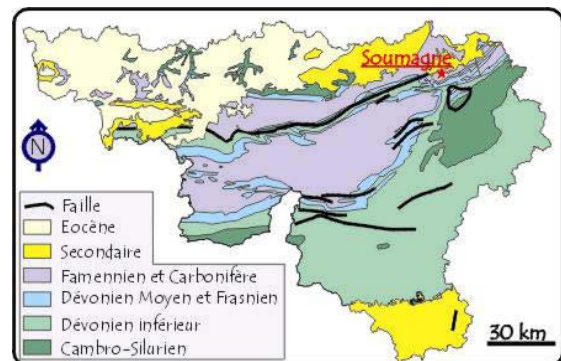 Soumagne
N
Faille
Eocène
Secondaire
Famennien et Carbonifère
Dévonien Moyen et Frasnien
Dévonien inférieur
Cambro-Silurien
30 km